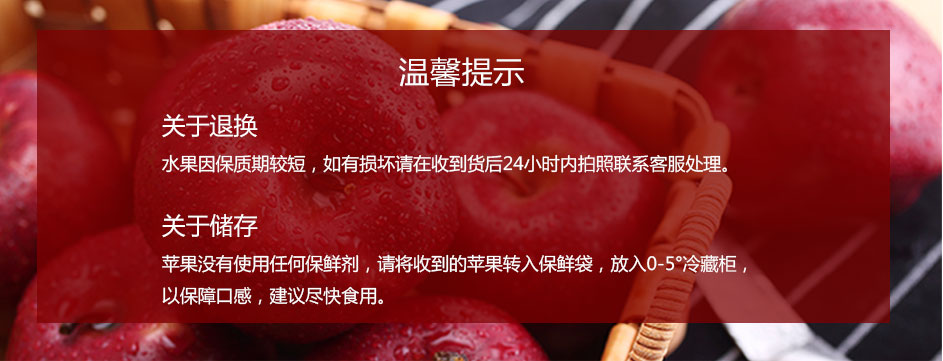 温馨提示
关于退换
水果因保质期较短，如有损坏请在收到货后24小时内拍照联系客服处理。
关于储存
苹果没有使用任何保鲜剂，请将收到的苹果转入保鲜袋，放入0-5°冷藏柜，
以保障口感，建议尽快食用。